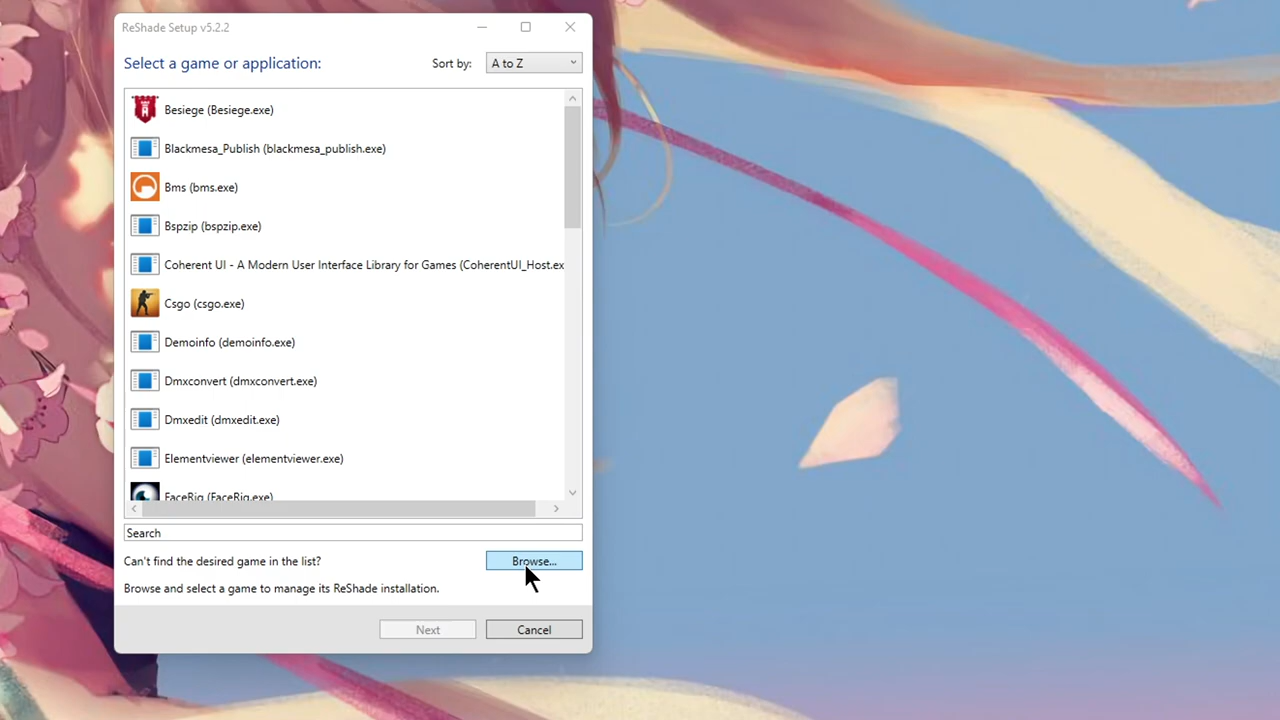 ReShade Setup v5.2.2
Select a game or application:
Sort by:
A to Z
Besiege (Besiege.exe)
Blackmesa_Publish (blackmesa_publish.exe)
Bms (bms.exe)
Bspzip (bspzip.exe)
Coherent UI - A Modern User Interface Library for Games (CoherentUI_Host.ex
Csgo (csgo.exe)
Demoinfo (demoinfo.exe)
Dmxconvert (dmxconvert.exe)
Dmxedit (dmxedit.exe)
Elementviewer (elementviewer.exe)
FaceRig (FaceRig.exe)
Search
Can't find the desired game in the list?
Browse...
Browse and select a game to manage its ReShade installation.
Next
Cancel